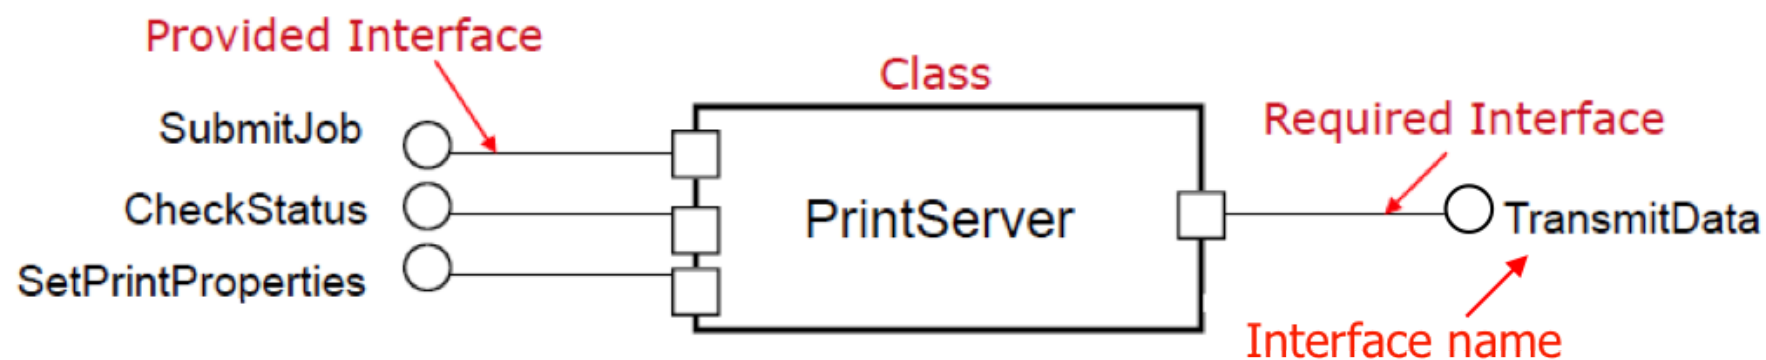 Provided Interface
Class
SubmitJob
Required Interface
CheckStatus
PrintServer
TransmitData
SetPrintProperties
Interface name